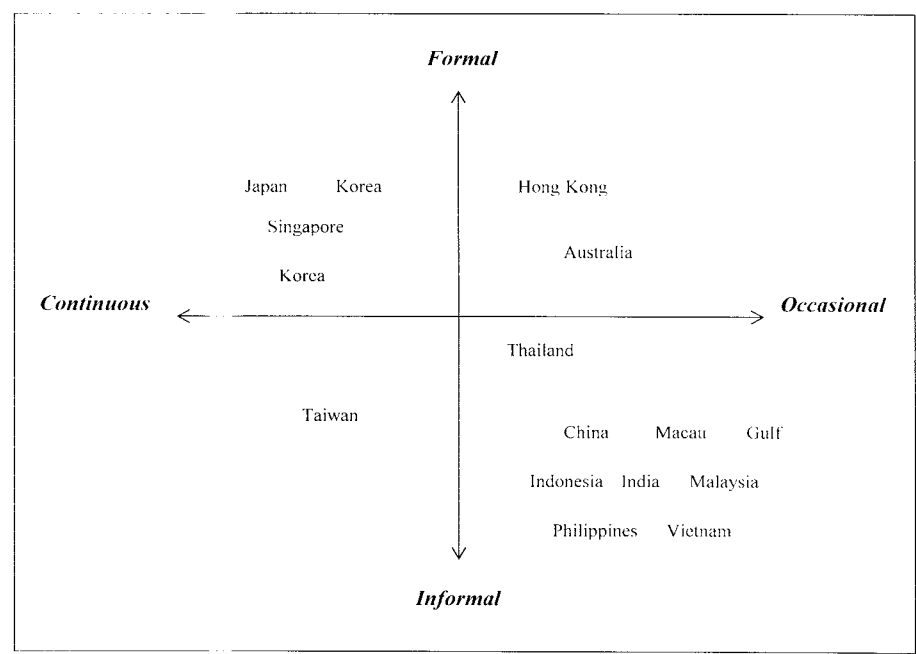 Formal
Japan Korea Hong Kong
Singapore
Australia
Korea
Continuous Occasional
Thailand
Taiwan
China Macau Gulf
Indonesia India Malaysia
Philippines Vietnam
Informal